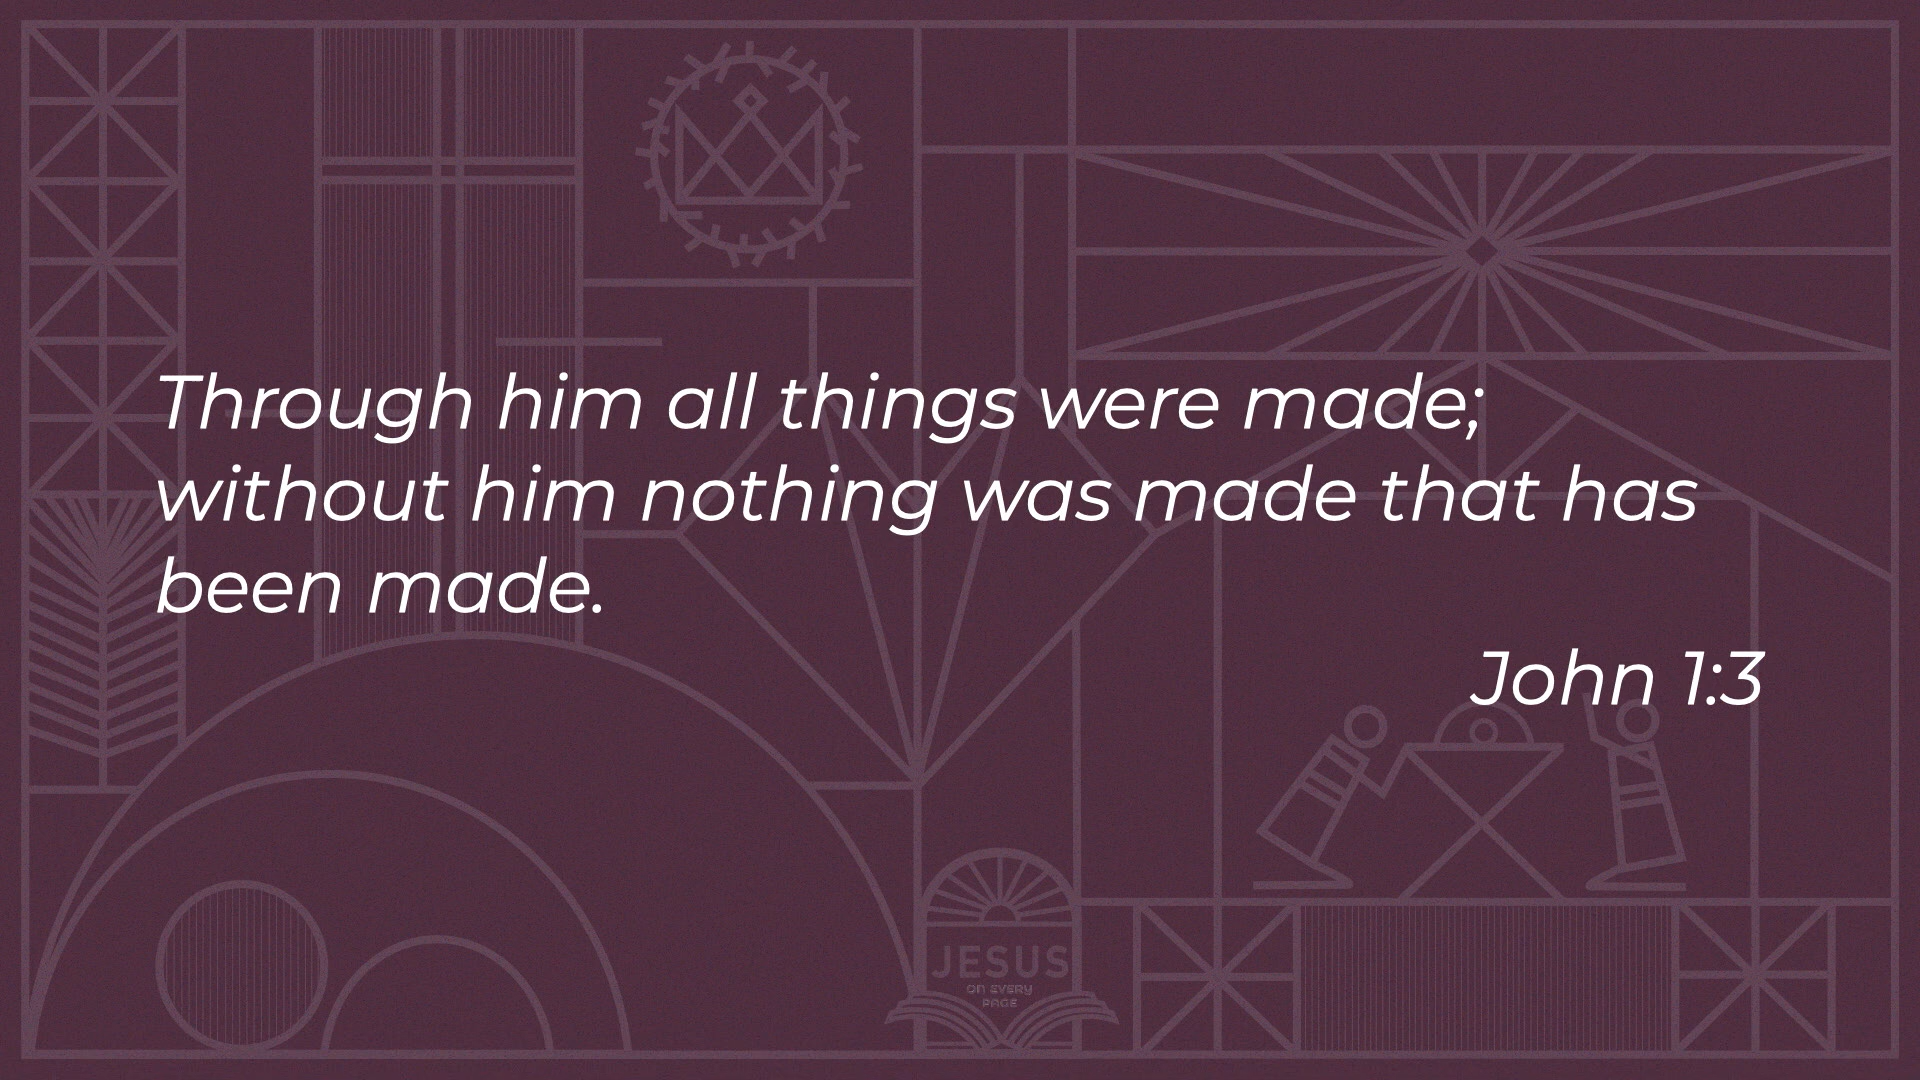 Through him all things were made;
without him nothing was made that has
been made.
John 1:3
JESUS
ON EVERY
PAGE